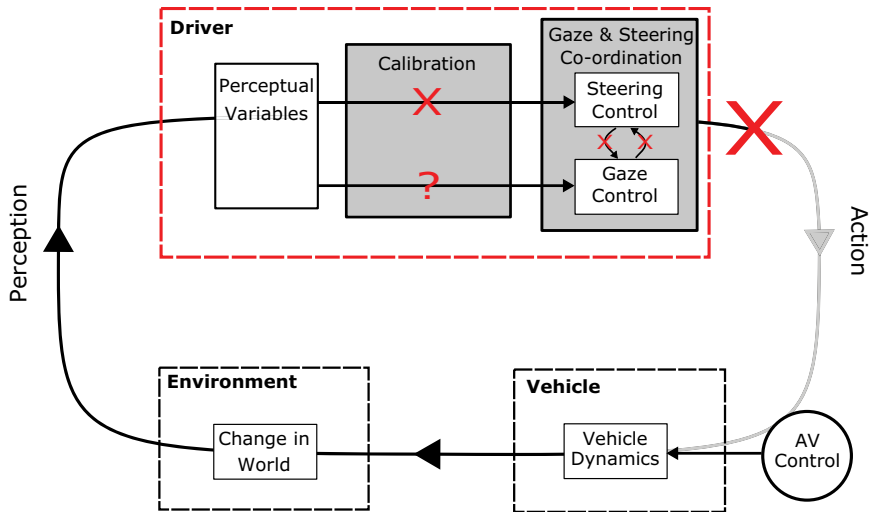 Driver
Gaze & Steering
Co-ordination
Calibration
Perceptual
Variables
Steering
Control
X
X X
?
Gaze
Control
X
Perception
Action
Environment
Change in
World
Vehicle
Vehicle
Dynamics
AV
Control